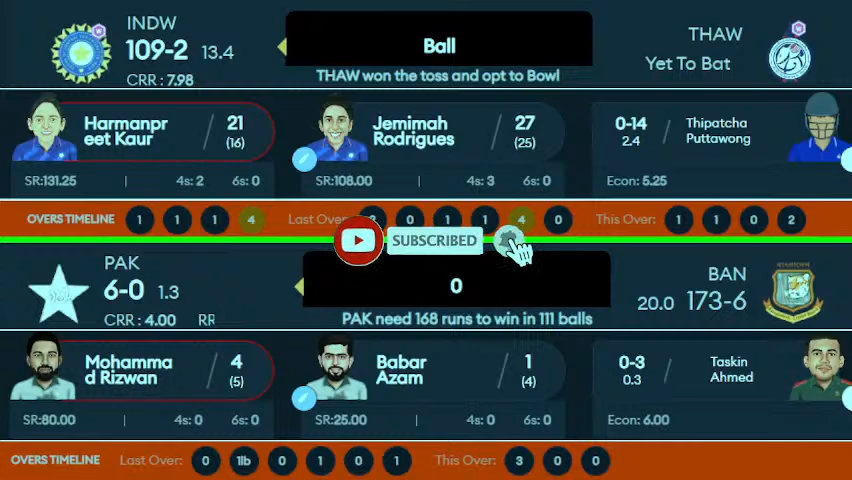 INDW
109-2 13.4
CRR : 7.98
Ball
THAW won the toss and opt to Bowl
THAW
Yet To Bat
Harmanpr
eet Kaur
21
(16)
Jemimah
Rodrigues
27
(25)
0-14
2.4
Thipatcha
Puttawong
SR:131.25 | 4s: 2 6s: 0
SR:108.00 | 4s: 3 6s: 0
Econ: 5.25
OVERS TIMELINE 1 1 1 4 Last Over: 0 1 1 4 0 This Over: 1 1 0 2
SUBSCRIBED
PAK
6-0 1.3
CRR : 4.00 RR
0
PAK need 168 runs to win in 111 balls
BAN
20.0 173-6
Mohamma
d Rizwan
4
(5)
Babar
Azam
1
(4)
0-3
0.3
Taskin
Ahmed
SR:80.00 | 4s: 0 6s: 0
SR:25.00 | 4s: 0 6s: 0
Econ: 6.00
OVERS TIMELINE Last Over: 0 1lb 0 1 0 1 This Over: 3 0 0